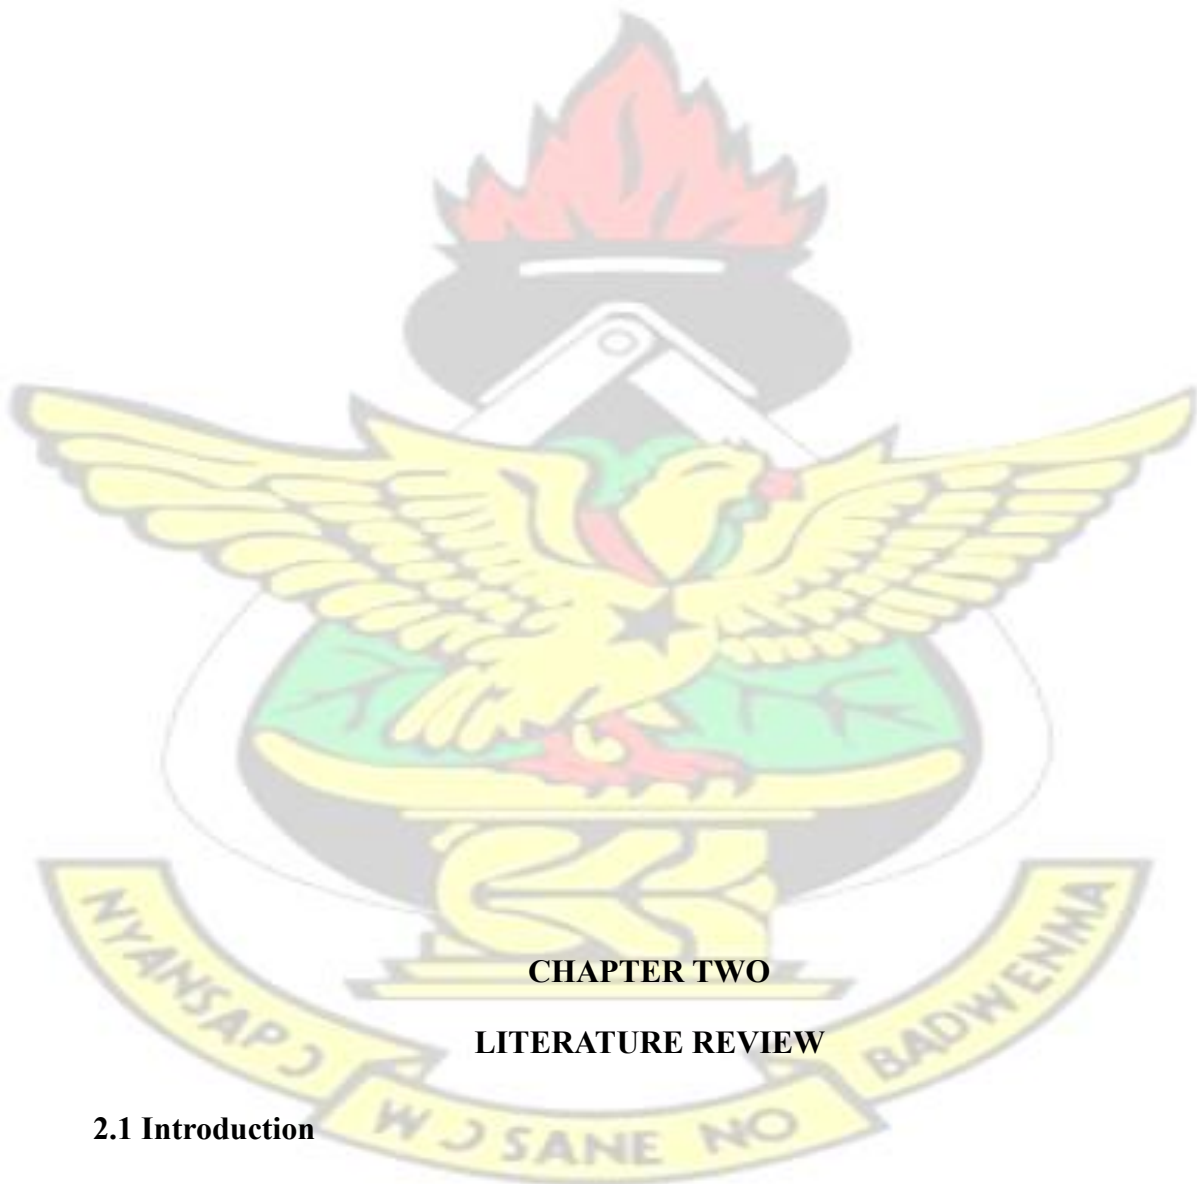 CHAPTER TWO
LITERATURE REVIEW
2.1 Introduction
NYANSAPƆ WƆSANE NO BADWENMA